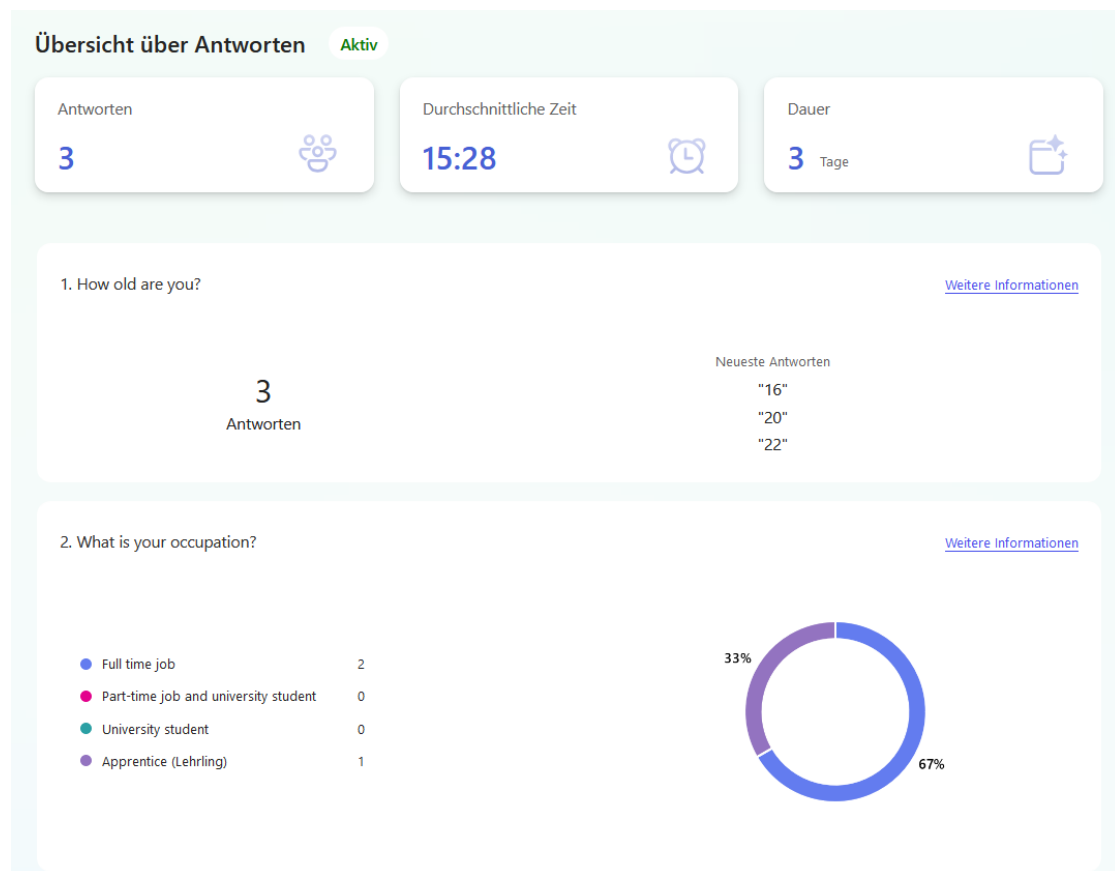 Übersicht über Antworten Aktiv
Antworten
3
Durchschnittliche Zeit
15:28
Dauer
3 Tage
1. How old are you?
Weitere Informationen
3
Antworten
Neueste Antworten
"16"
"20"
"22"
2. What is your occupation?
Weitere Informationen
Full time job 2
Part-time job and university student 0
University student 0
Apprentice (Lehrling) 1
33%
67%